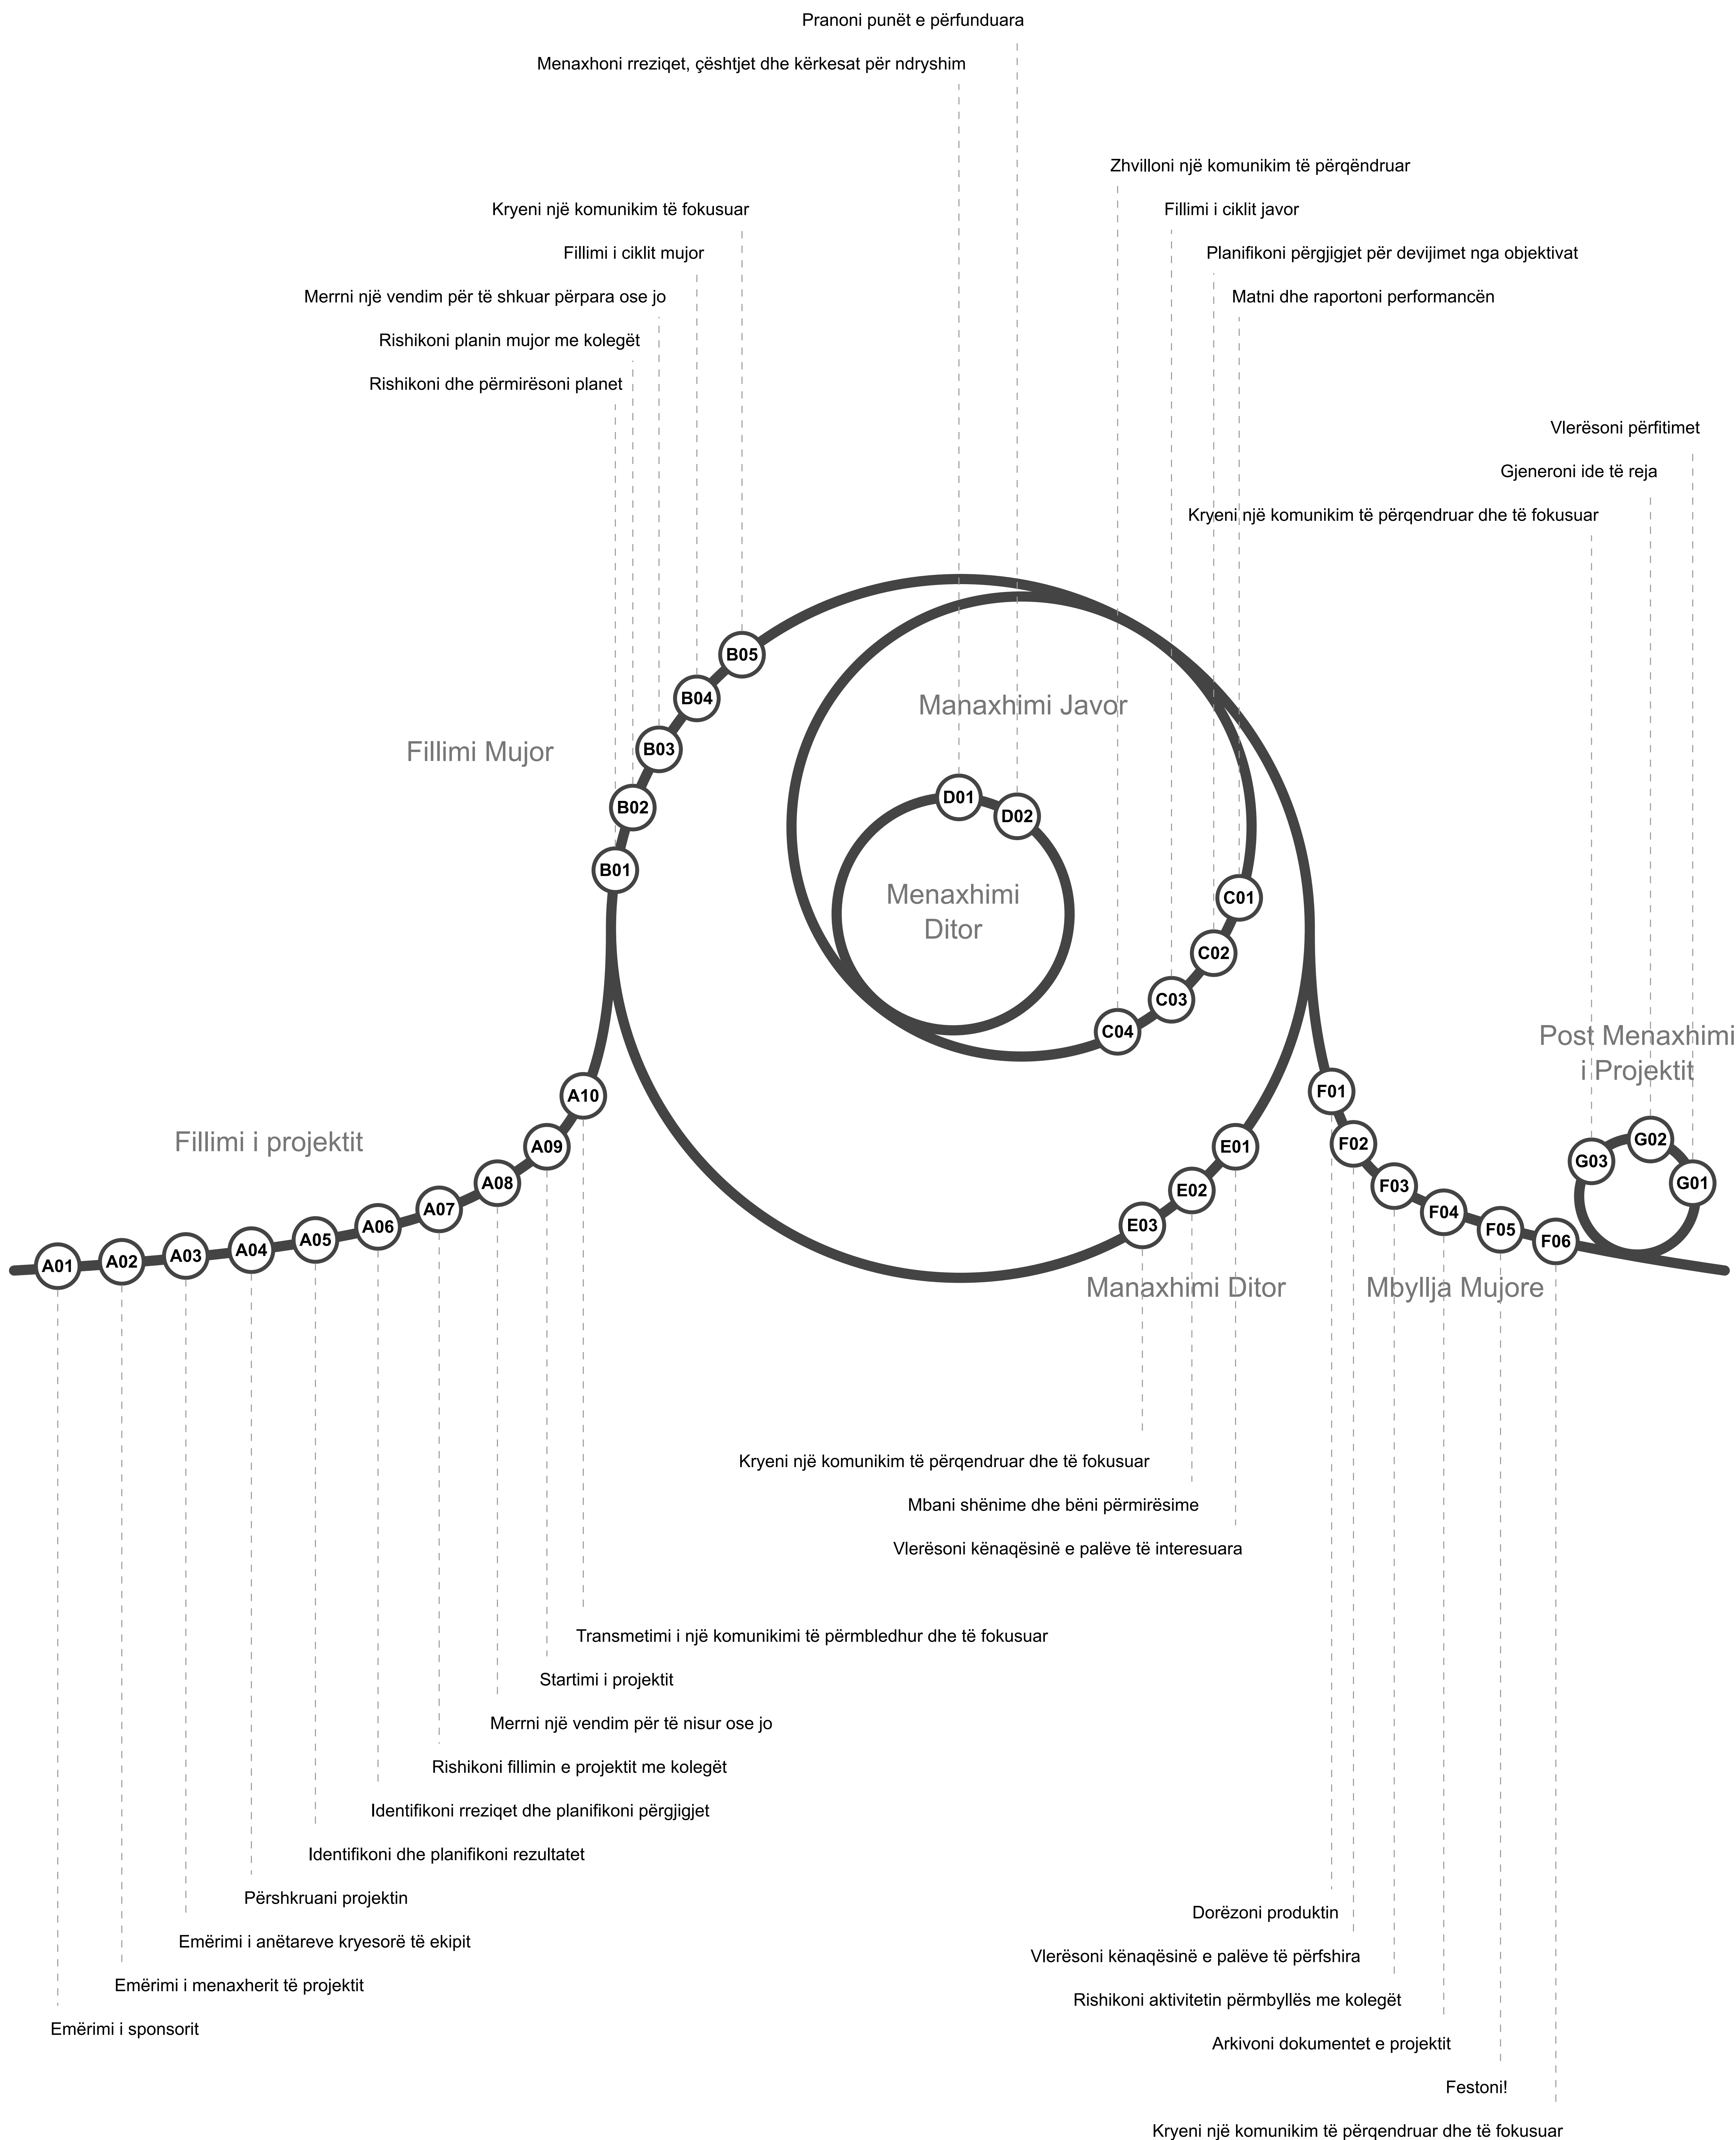 Pranoni punët e përfunduara
Menaxhoni rreziqet, çështjet dhe kërkesat për ndryshim
Zhvilloni një komunikim të përqëndruar
Kryeni një komunikim të fokusuar
Fillimi i ciklit javor
Fillimi i ciklit mujor
Planifikoni përgjigjet për devijimet nga objektivat
Merrni një vendim për të shkuar përpara ose jo
Matni dhe raportoni performancën
Rishikoni planin mujor me kolegët
Rishikoni dhe përmirësoni planet
Vlerësoni përfitimet
Gjeneroni ide të reja
Kryeni një komunikim të përqendruar dhe të fokusuar
B05
B04
Manaxhimi Javor
Fillimi Mujor
B03
D01
B02
D02
B01
Menaxhimi
Ditor
C01
C02
C03
C04
Post Menaxhimi
i Projektit
A10
F01
Fillimi i projektit
A09
E01
F02
G02
G03
A08
E02
F03
G01
A07
F04
A06
E03
F05
A05
F06
A04
A03
A02
A01
Manaxhimi Ditor
Mbyllja Mujore
Kryeni një komunikim të përqendruar dhe të fokusuar
Mbani shënime dhe bëni përmirësime
Vlerësoni kënaqësinë e palëve të interesuara
Transmetimi i një komunikimi të përmbledhur dhe të fokusuar
Startimi i projektit
Merrni një vendim për të nisur ose jo
Rishikoni fillimin e projektit me kolegët
Identifikoni rreziqet dhe planifikoni përgjigjet
Identifikoni dhe planifikoni rezultatet
Përshkruani projektin
Dorëzoni produktin
Emërimi i anëtareve kryesorë të ekipit
Vlerësoni kënaqësinë e palëve të përfshira
Emërimi i menaxherit të projektit
Rishikoni aktivitetin përmbyllës me kolegët
Emërimi i sponsorit
Arkivoni dokumentet e projektit
Festoni!
Kryeni një komunikim të përqendruar dhe të fokusuar